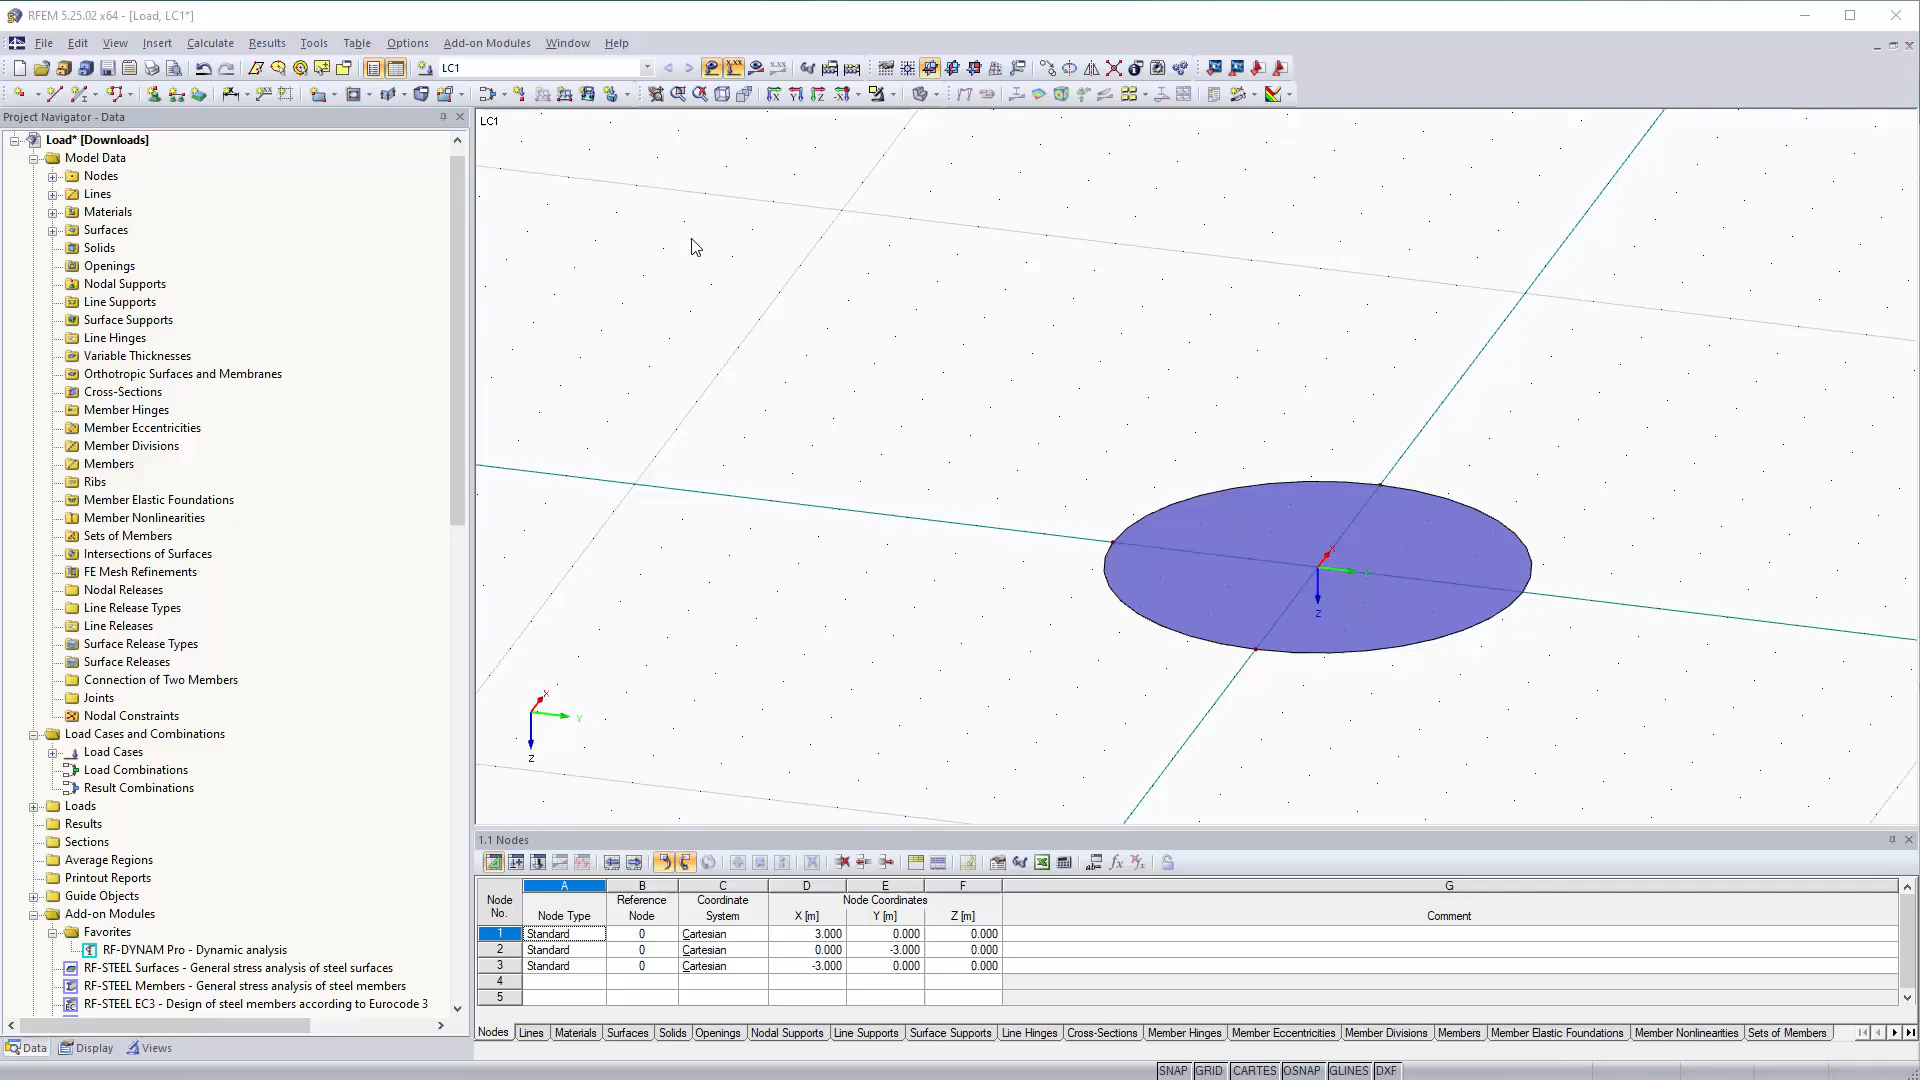 RFEM 5.25.02 x64 - [Load, LC1*]
File Edit View Insert Calculate Results Tools Table Options Add-on Modules Window Help
LC1
Project Navigator - Data
Load* [Downloads]
Model Data
Nodes
Lines
Materials
Surfaces
Solids
Openings
Nodal Supports
Line Supports
Surface Supports
Line Hinges
Variable Thicknesses
Orthotropic Surfaces and Membranes
Cross-Sections
Member Hinges
Member Eccentricities
Member Divisions
Members
Ribs
Member Elastic Foundations
Member Nonlinearities
Sets of Members
Intersections of Surfaces
FE Mesh Refinements
Nodal Releases
Line Release Types
Line Releases
Surface Release Types
Surface Releases
Connection of Two Members
Joints
Nodal Constraints
Load Cases and Combinations
Load Cases
Load Combinations
Result Combinations
Loads
Results
Sections
Average Regions
Printout Reports
Guide Objects
Add-on Modules
Favorites
RF-DYNAM Pro - Dynamic analysis
RF-STEEL Surfaces - General stress analysis of steel surfaces
RF-STEEL Members - General stress analysis of steel members
RF-STEEL EC3 - Design of steel members according to Eurocode 3
Data Display Views
LC1
X
Y
Z
X
Y
Z
1.1 Nodes
A B C D E F G
Node Reference Coordinate Node Coordinates
No. Node Type Node System X [m] Y [m] Z [m] Comment
1 Standard 0 Cartesian 3.000 0.000 0.000
2 Standard 0 Cartesian 0.000 -3.000 0.000
3 Standard 0 Cartesian -3.000 0.000 0.000
4
5
Nodes Lines Materials Surfaces Solids Openings Nodal Supports Line Supports Surface Supports Line Hinges Cross-Sections Member Hinges Member Eccentricities Member Divisions Members Member Elastic Foundations Member Nonlinearities Sets of Members
SNAP GRID CARTES OSNAP GLINES DXF